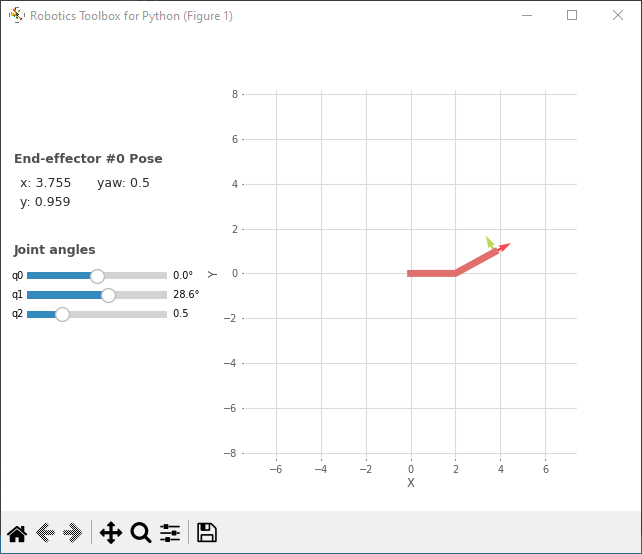 Robotics Toolbox for Python (Figure 1)
End-effector #0 Pose
x: 3.755 yaw: 0.5
y: 0.959
Joint angles
q0 0.0°
q1 28.6°
q2 0.5
Y
8
6
4
2
0
−2
−4
−6
−8
−6 −4 −2 0 2 4 6
X